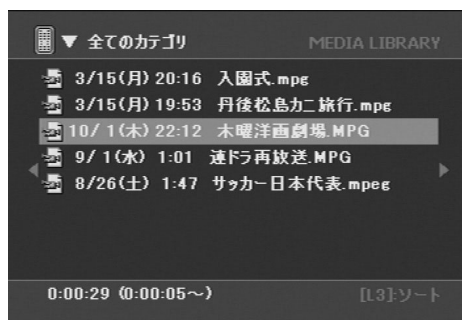 ▼ 全てのカテゴリ MEDIA LIBRARY
3/15(月) 20:16 入園式.mpg
3/15(月) 19:53 丹後松島カニ旅行.mpg
10/ 1(木) 22:12 木曜洋画劇場.MPG
9/ 1(水) 1:01 連ドラ再放送.MPG
8/26(土) 1:47 サッカー日本代表.mpeg
0:00:29 (0:00:05～) [L3]:ソート